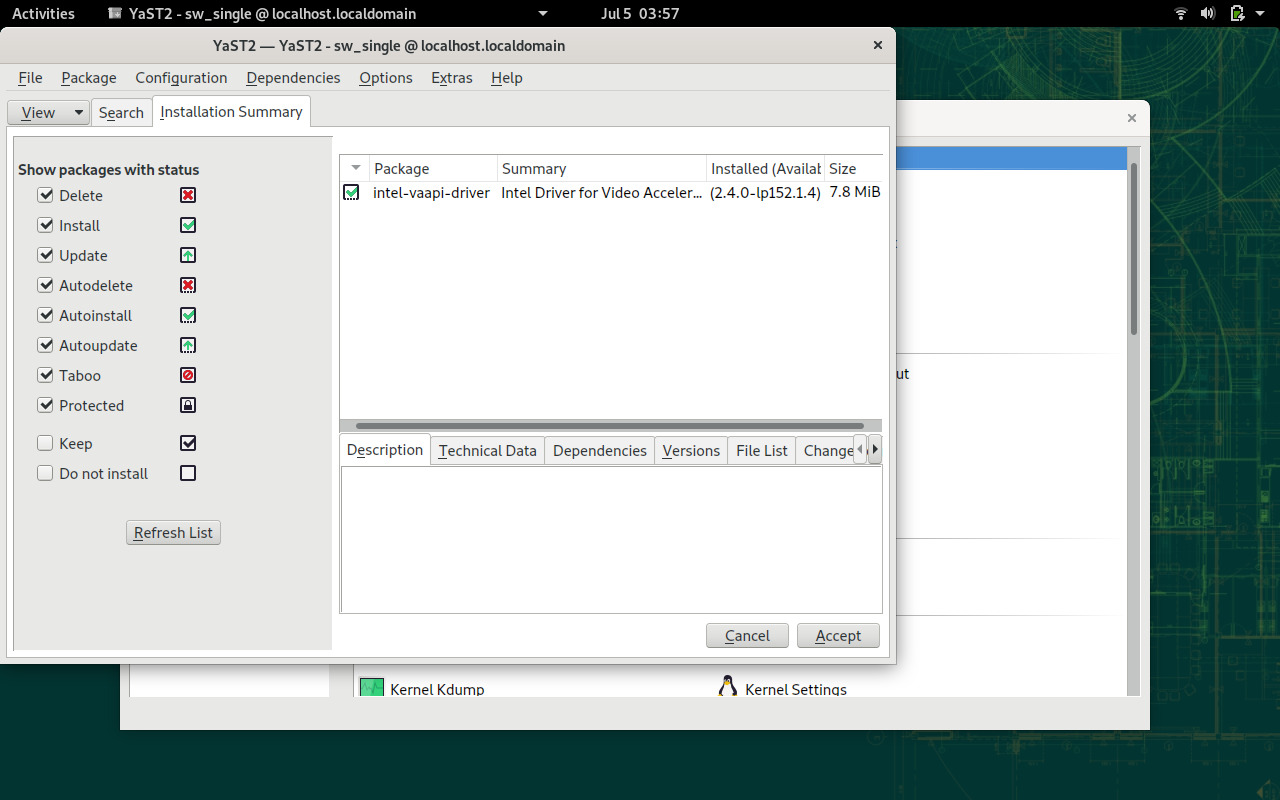 Activities YaST2 - sw_single @ localhost.localdomain Jul 5 03:57
YaST2 — YaST2 - sw_single @ localhost.localdomain
File Package Configuration Dependencies Options Extras Help
View Search Installation Summary
Show packages with status
Delete
Install
Update
Autodelete
Autoinstall
Autoupdate
Taboo
Protected
Keep
Do not install
Refresh List
Package Summary Installed (Availab Size
intel-vaapi-driver Intel Driver for Video Acceler... (2.4.0-lp152.1.4) 7.8 MiB
Description Technical Data Dependencies Versions File List Change
Cancel Accept
ut
Kernel Kdump Kernel Settings